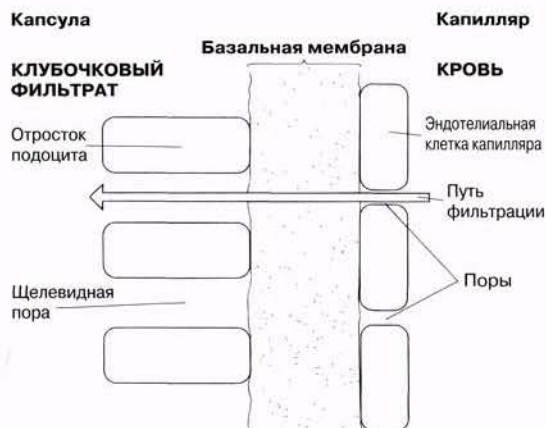 Капсула
Капилляр
Базальная мембрана
КЛУБОЧКОВЫЙ
ФИЛЬТРАТ
КРОВЬ
Отросток
подоцита
Эндотелиальная
клетка капилляра
Путь
фильтрации
Щелевидная
пора
Поры